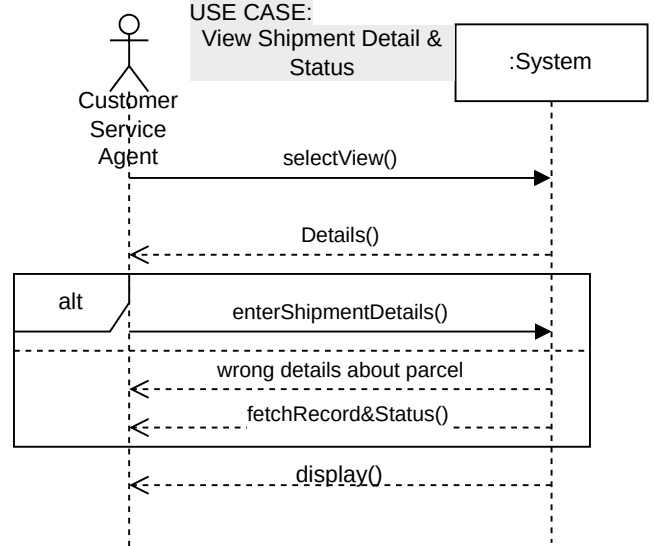 USE CASE:
View Shipment Detail &
Status
:System
Customer
Service
Agent
selectView()
Details()
alt
enterShipmentDetails()
wrong details about parcel
fetchRecord&Status()
display()